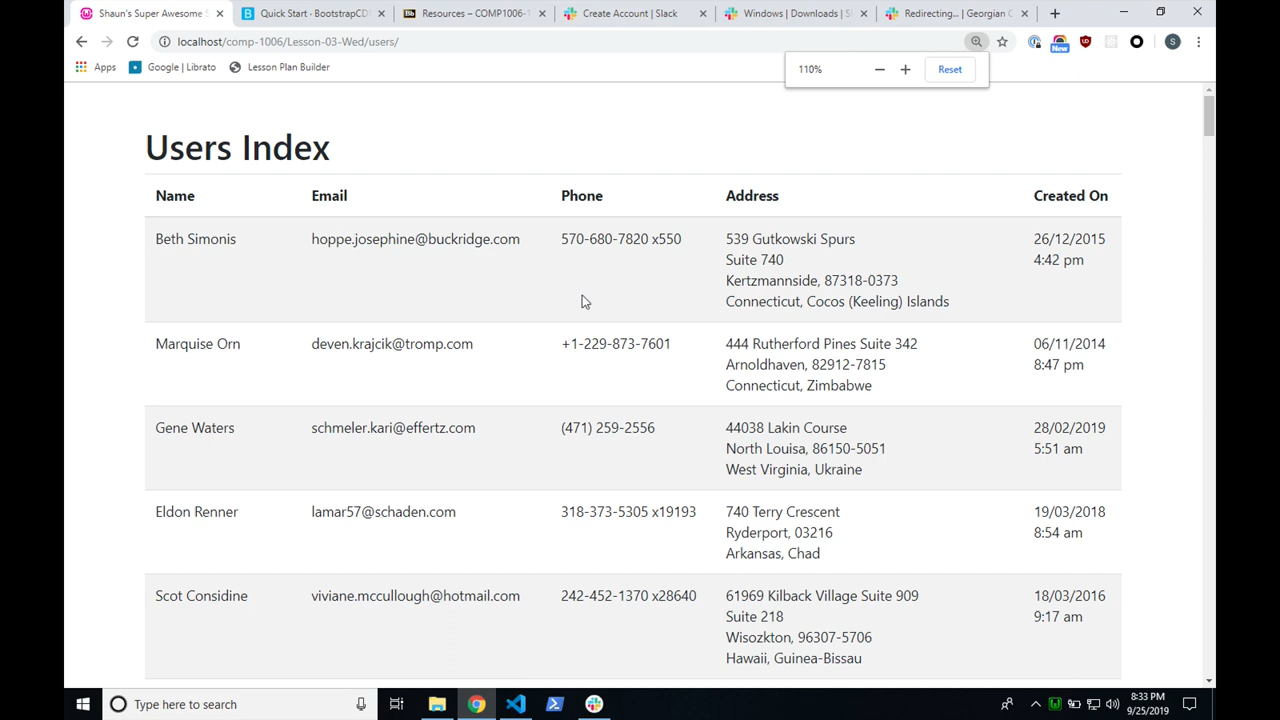 Shaun's Super Awesome S
Quick Start · BootstrapCDN
Resources – COMP1006-1
Create Account | Slack
Windows | Downloads | Sl
Redirecting... | Georgian C
localhost/comp-1006/Lesson-03-Wed/users/
New
S
Apps
Google | Librato
Lesson Plan Builder
110%
Reset
Users Index
Name Email Phone Address Created On
Beth Simonis hoppe.josephine@buckridge.com 570-680-7820 x550 539 Gutkowski Spurs 26/12/2015
Suite 740 4:42 pm
Kertzmannside, 87318-0373
Connecticut, Cocos (Keeling) Islands
Marquise Orn deven.krajcik@tromp.com +1-229-873-7601 444 Rutherford Pines Suite 342 06/11/2014
Arnoldhaven, 82912-7815 8:47 pm
Connecticut, Zimbabwe
Gene Waters schmeler.kari@effertz.com (471) 259-2556 44038 Lakin Course 28/02/2019
North Louisa, 86150-5051 5:51 am
West Virginia, Ukraine
Eldon Renner lamar57@schaden.com 318-373-5305 x19193 740 Terry Crescent 19/03/2018
Ryderport, 03216 8:54 am
Arkansas, Chad
Scot Considine viviane.mccullough@hotmail.com 242-452-1370 x28640 61969 Kilback Village Suite 909 18/03/2016
Suite 218 9:17 am
Wisozkton, 96307-5706
Hawaii, Guinea-Bissau
Type here to search
8:33 PM
9/25/2019